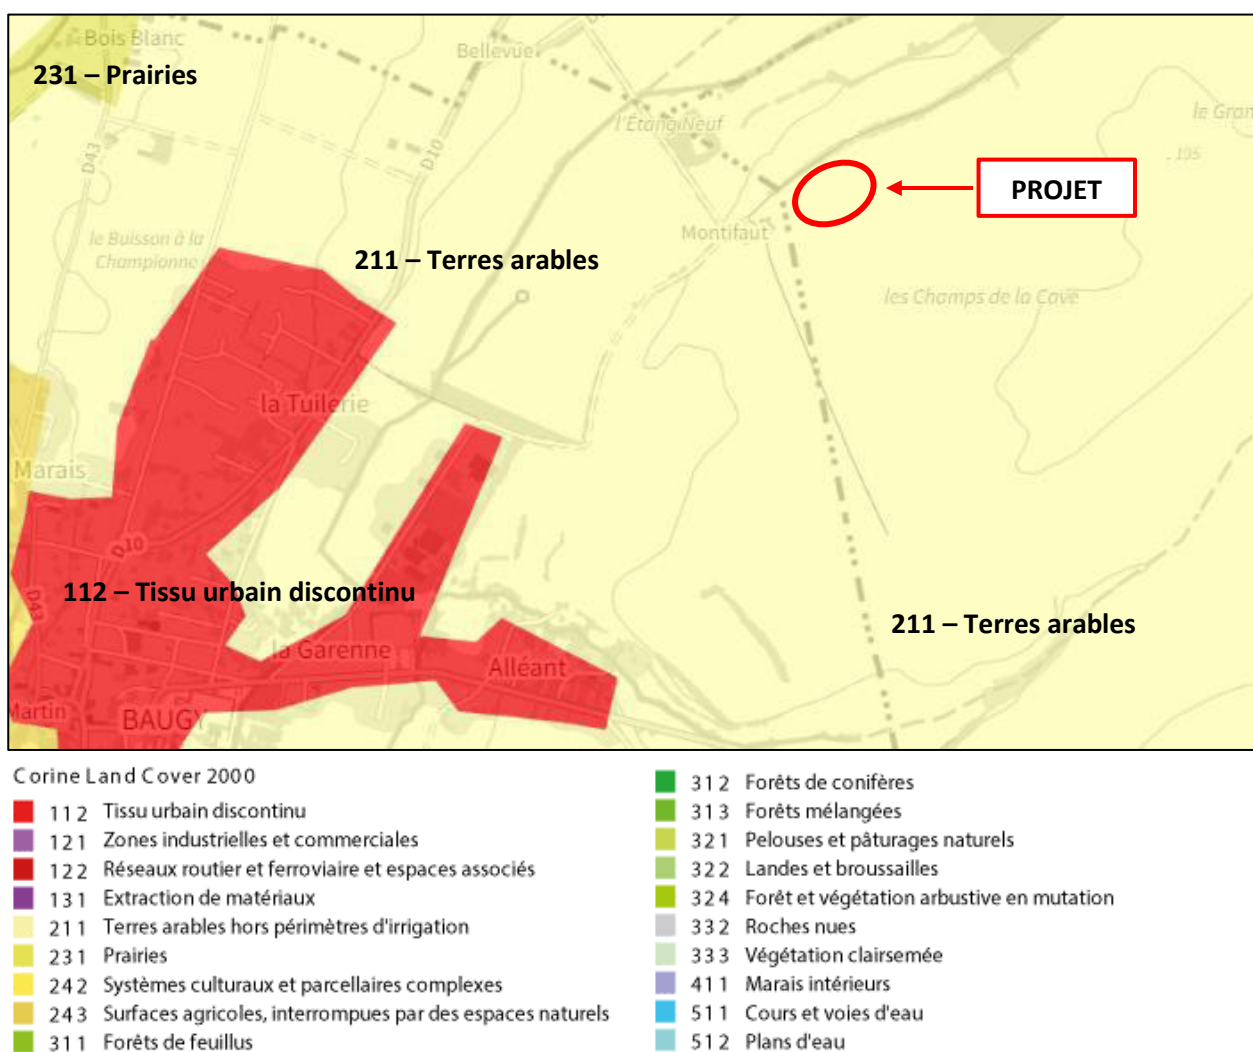 Bois Blanc
231 – Prairies
Bellevue
l'Étang Neuf
le Gran
. 195
D43
D10
PROJET
Montifaut
le Buisson à la
Championne
211 – Terres arables
les Champs de la Cave
la Tuilerie
Marais
D10
112 – Tissu urbain discontinu
D43
211 – Terres arables
la Garenne
Alléant
Martin
BAUGY
Corine Land Cover 2000
112 Tissu urbain discontinu
121 Zones industrielles et commerciales
122 Réseaux routier et ferroviaire et espaces associés
131 Extraction de matériaux
211 Terres arables hors périmètres d'irrigation
231 Prairies
242 Systèmes culturaux et parcellaires complexes
243 Surfaces agricoles, interrompues par des espaces naturels
311 Forêts de feuillus
312 Forêts de conifères
313 Forêts mélangées
321 Pelouses et pâturages naturels
322 Landes et broussailles
324 Forêt et végétation arbustive en mutation
332 Roches nues
333 Végétation clairsemée
411 Marais intérieurs
511 Cours et voies d'eau
512 Plans d'eau